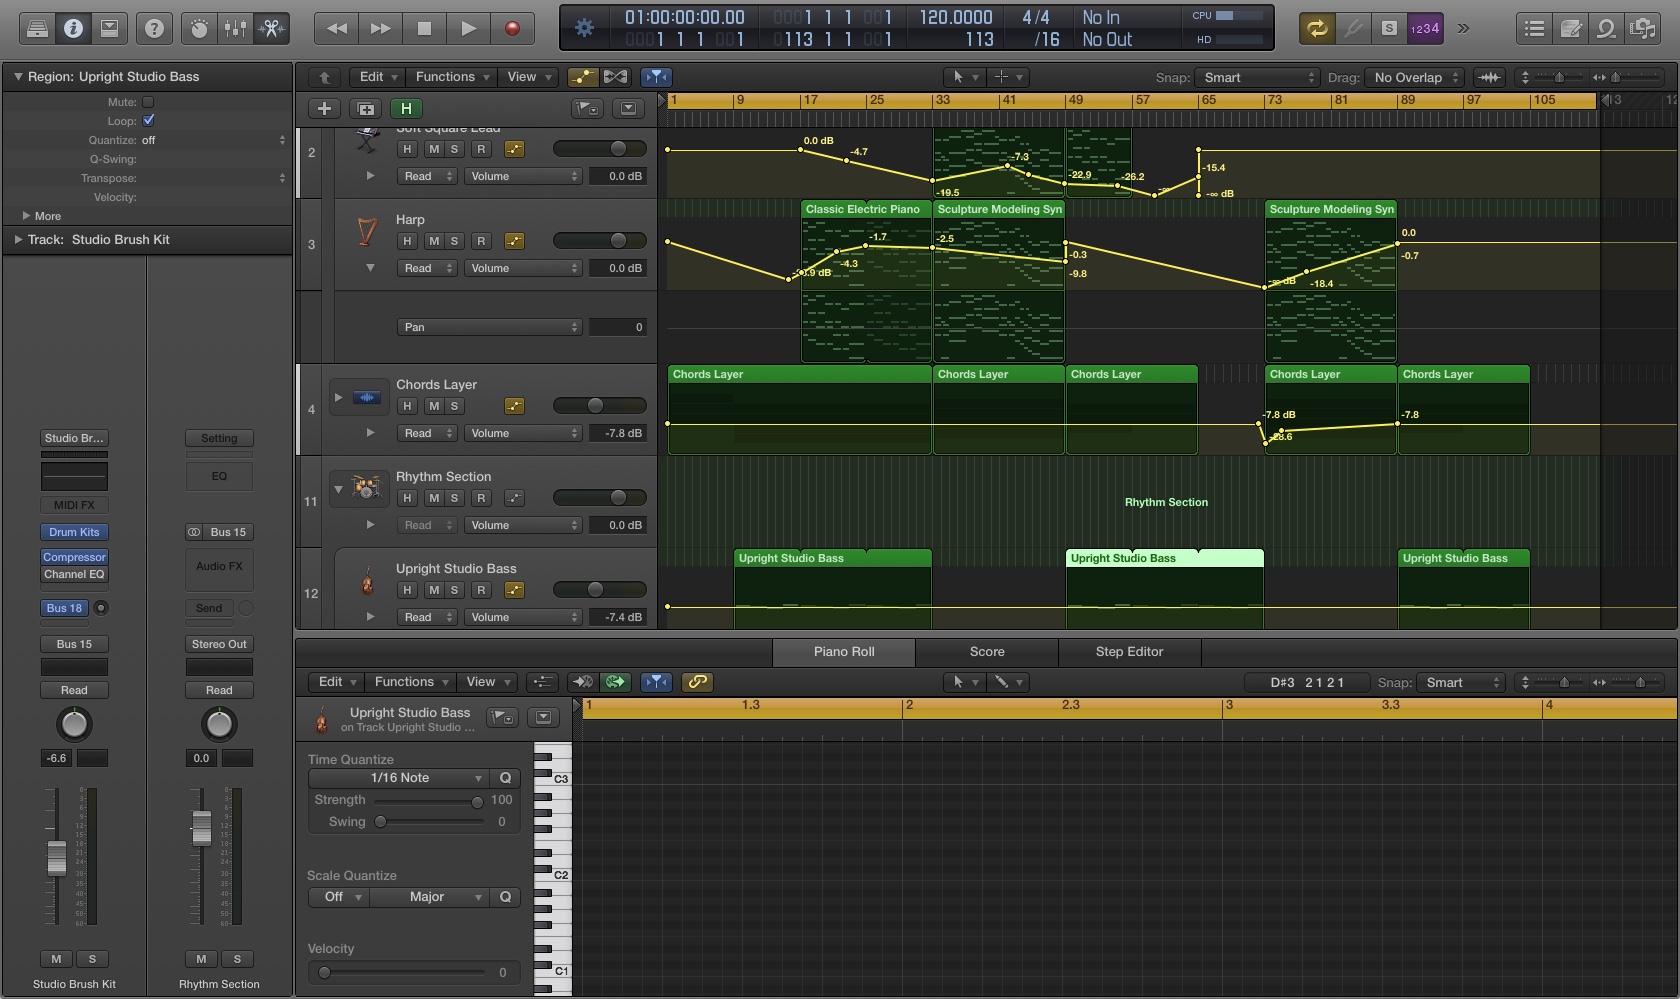 01:00:00:00.00
0001 1 1 001
120.0000
4/4
No In
CPU
0001 1 1 001
0113 1 1 001
113
/16
No Out
HD
S
1234
Region: Upright Studio Bass
Mute:
Loop:
Quantize: off
Q-Swing:
Transpose:
Velocity:
More
Track: Studio Brush Kit
Edit
Functions
View
Snap: Smart
Drag: No Overlap
H
1 9 17 25 33 41 49 57 65 73 81 89 97 105
2
Soft Square Lead
H M S R
Read
Volume
0.0 dB
0.0 dB
-4.7
-19.5
-7.3
-22.9
-26.2
-15.4
-∞ dB
3
Harp
H M S R
Read
Volume
0.0 dB
Pan
0
Classic Electric Piano
Sculpture Modeling Syn
Sculpture Modeling Syn
-4.3
-1.7
-2.5
-0.3
-9.8
-∞ dB
-18.4
0.0
-0.7
4
Chords Layer
H M S
Read
Volume
-7.8 dB
Chords Layer
Chords Layer
Chords Layer
Chords Layer
Chords Layer
-7.8 dB
-28.6
-7.8
11
Rhythm Section
H M S R
Read
Volume
0.0 dB
Rhythm Section
12
Upright Studio Bass
H M S R
Read
Volume
-7.4 dB
Upright Studio Bass
Upright Studio Bass
Upright Studio Bass
Studio Br...
MIDI FX
Drum Kits
Compressor
Channel EQ
Bus 18
Bus 15
Read
-6.6
M S
Studio Brush Kit
Setting
EQ
Bus 15
Audio FX
Send
Stereo Out
Read
0.0
M S
Rhythm Section
Piano Roll
Score
Step Editor
Edit
Functions
View
D#3 2 1 2 1
Snap: Smart
Upright Studio Bass
on Track Upright Studio ...
1 1.3 2 2.3 3 3.3 4
Time Quantize
1/16 Note
Q
Strength 100
Swing 0
Scale Quantize
Off
Major
Q
Velocity
0
C3
C2
C1